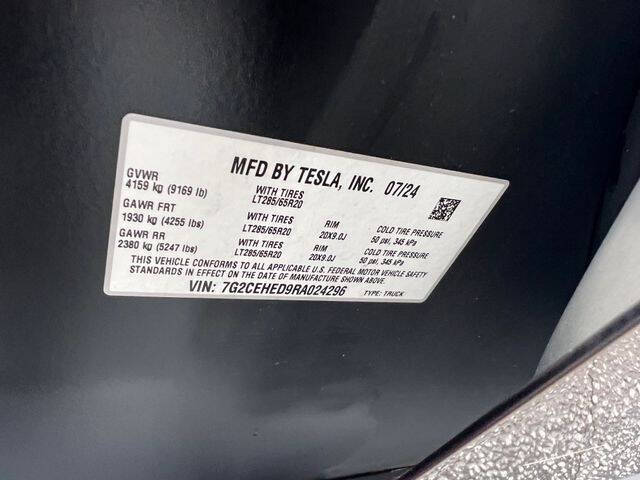 MFD BY TESLA, INC. 07/24
GVWR
4159 kg (9169 lb) WITH TIRES
LT285/65R20
GAWR FRT
1930 kg (4255 lbs) WITH TIRES
LT285/65R20 RIM
20X9.0J COLD TIRE PRESSURE
50 psi, 345 kPa
GAWR RR
2380 kg (5247 lbs) WITH TIRES
LT285/65R20 RIM
20X9.0J COLD TIRE PRESSURE
50 psi, 345 kPa
THIS VEHICLE CONFORMS TO ALL APPLICABLE U.S. FEDERAL MOTOR VEHICLE SAFETY
STANDARDS IN EFFECT ON THE DATE OF MANUFACTURE SHOWN ABOVE.
VIN: 7G2CEHED9RA024296 TYPE: TRUCK